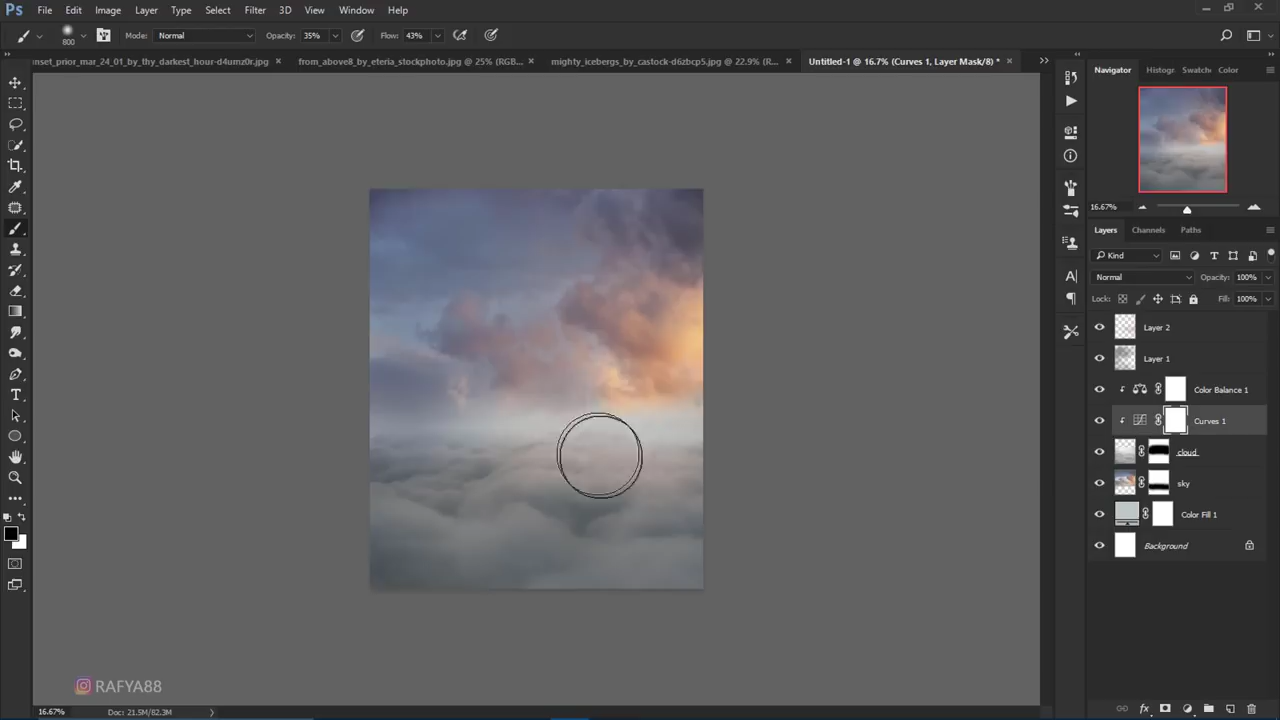 Ps File Edit Image Layer Type Select Filter 3D View Window Help
800 Mode: Normal Opacity: 35% Flow: 43%
nset_prior_mar_24_01_by_thy_darkest_hour-d4umz0r.jpg × from_above8_by_eteria_stockphoto.jpg @ 25% (RGB... × mighty_icebergs_by_castock-d6zbcp5.jpg @ 22.9% (R... × Untitled-1 @ 16.7% (Curves 1, Layer Mask/8) * ×
Navigator Histogr Swatch Color
16.67%
Layers Channels Paths
Kind
Normal Opacity: 100%
Lock: Fill: 100%
Layer 2
Layer 1
Color Balance 1
Curves 1
cloud
sky
Color Fill 1
Background
RAFYA88
16.67% Doc: 21.5M/82.3M
fx